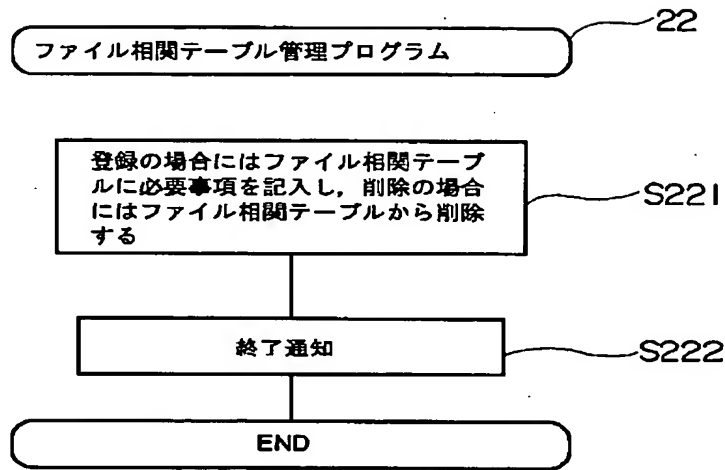 22
ファイル相関テーブル管理プログラム
登録の場合にはファイル相関テーブ
ルに必要事項を記入し，削除の場合
にはファイル相関テーブルから削除
する
S221
終了通知
S222
END